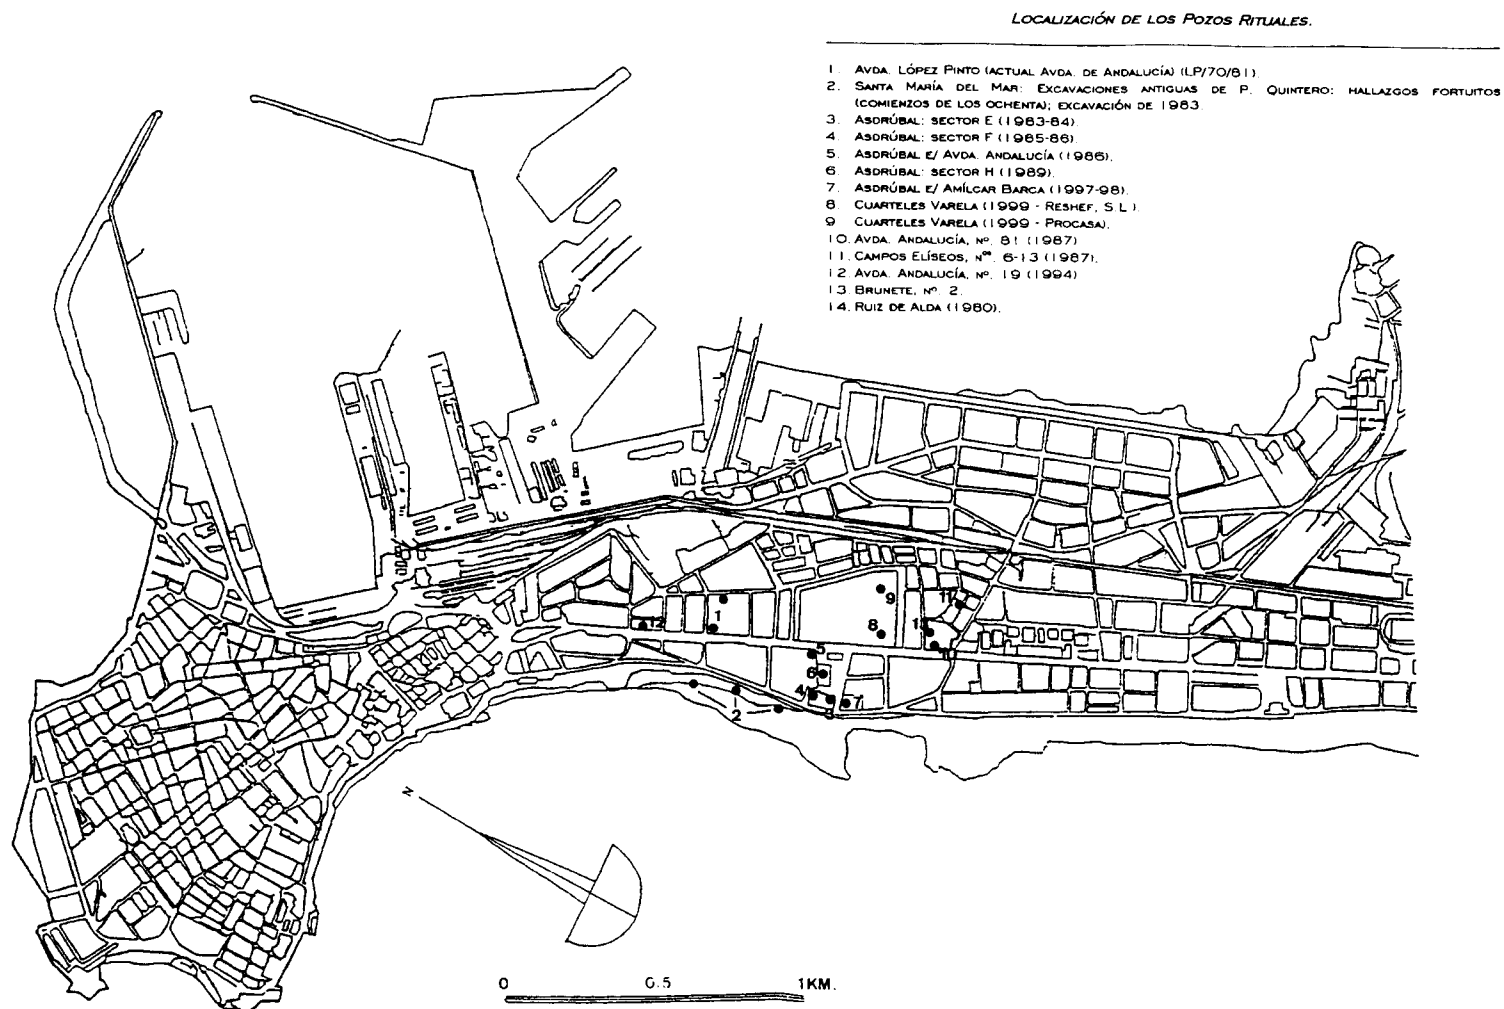 LOCALIZACIÓN DE LOS POZOS RITUALES.
1. AVDA. LÓPEZ PINTO (ACTUAL AVDA. DE ANDALUCÍA) (LP/70/81).
2. SANTA MARÍA DEL MAR: EXCAVACIONES ANTIGUAS DE P. QUINTERO; HALLAZGOS FORTUITOS
(COMIENZOS DE LOS OCHENTA); EXCAVACIÓN DE 1983
3. ASDRÚBAL: SECTOR E (1983-84).
4. ASDRÚBAL: SECTOR F (1985-86).
5. ASDRÚBAL E/ AVDA. ANDALUCÍA (1986).
6. ASDRÚBAL: SECTOR H (1989).
7. ASDRÚBAL E/ AMÍLCAR BARCA (1997-98).
8. CUARTELES VARELA (1999 - RESHEF, S.L.).
9. CUARTELES VARELA (1999 - PROCASA).
10. AVDA. ANDALUCÍA, Nº. 81 (1987)
11. CAMPOS ELÍSEOS, Nºˢ. 6-13 (1987).
12. AVDA. ANDALUCÍA, Nº. 19 (1994)
13. BRUNETE, Nº. 2.
14. RUIZ DE ALDA (1980).
9
11
1
12
8
13
10
5
6
4
7
3
2
N
0 0.5 1KM.